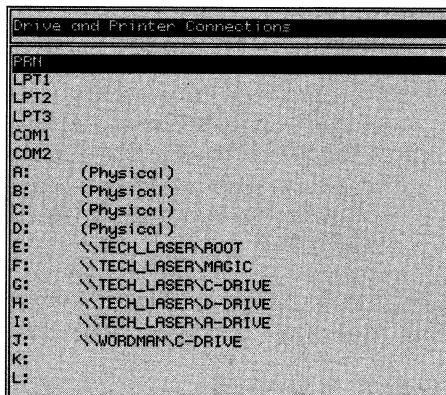 Drive and Printer Connections
PRN
LPT1
LPT2
LPT3
COM1
COM2
A: (Physical)
B: (Physical)
C: (Physical)
D: (Physical)
E: \\TECH_LASER\ROOT
F: \\TECH_LASER\MAGIC
G: \\TECH_LASER\C-DRIVE
H: \\TECH_LASER\D-DRIVE
I: \\TECH_LASER\A-DRIVE
J: \\WORDMAN\C-DRIVE
K:
L: